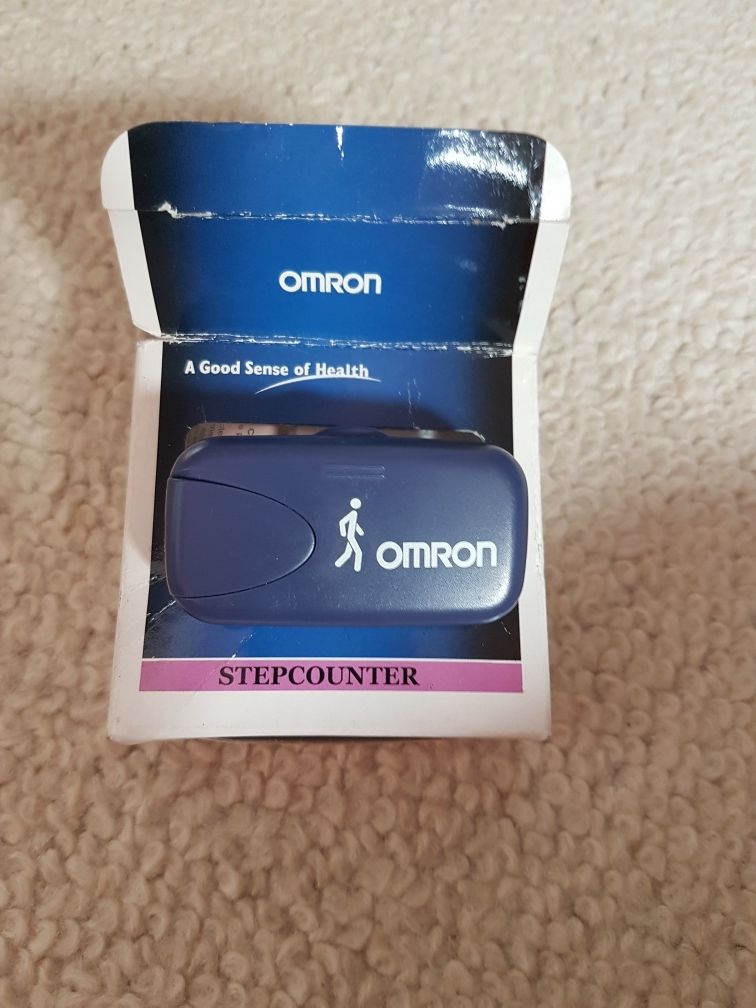 OMRON
A Good Sense of Health
OMRON
STEPCOUNTER